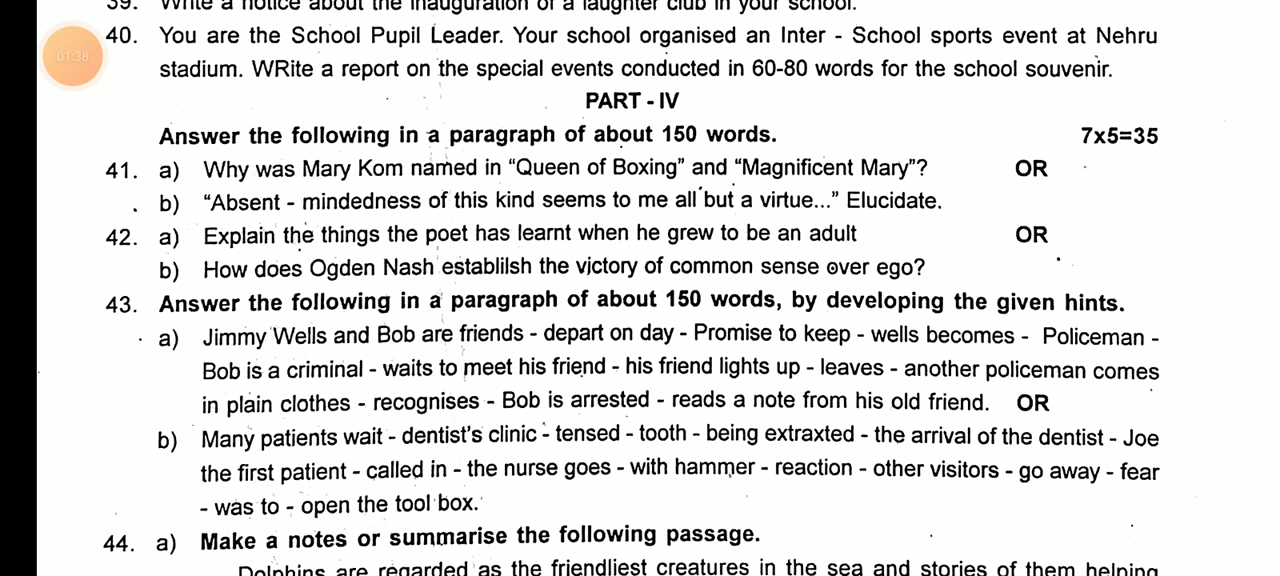 39. Write a notice about the inauguration of a laughter club in your school.
40. You are the School Pupil Leader. Your school organised an Inter - School sports event at Nehru
01:38
stadium. WRite a report on the special events conducted in 60-80 words for the school souvenir.
PART - IV
Answer the following in a paragraph of about 150 words. 7x5=35
41. a) Why was Mary Kom named in “Queen of Boxing” and “Magnificent Mary”? OR
b) “Absent - mindedness of this kind seems to me all but a virtue...” Elucidate.
42. a) Explain the things the poet has learnt when he grew to be an adult OR
b) How does Ogden Nash establilsh the victory of common sense over ego?
43. Answer the following in a paragraph of about 150 words, by developing the given hints.
a) Jimmy Wells and Bob are friends - depart on day - Promise to keep - wells becomes - Policeman -
Bob is a criminal - waits to meet his friend - his friend lights up - leaves - another policeman comes
in plain clothes - recognises - Bob is arrested - reads a note from his old friend. OR
b) Many patients wait - dentist's clinic - tensed - tooth - being extraxted - the arrival of the dentist - Joe
the first patient - called in - the nurse goes - with hammer - reaction - other visitors - go away - fear
- was to - open the tool box.
44. a) Make a notes or summarise the following passage.
Dolphins are regarded as the friendliest creatures in the sea and stories of them helping